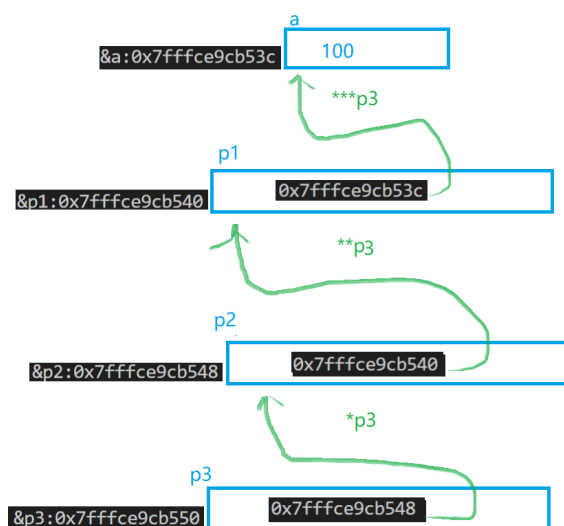 a
&a:0x7fffce9cb53c
100
***p3
p1
&p1:0x7fffce9cb540
0x7fffce9cb53c
**p3
p2
&p2:0x7fffce9cb548
0x7fffce9cb540
*p3
p3
&p3:0x7fffce9cb550
0x7fffce9cb548